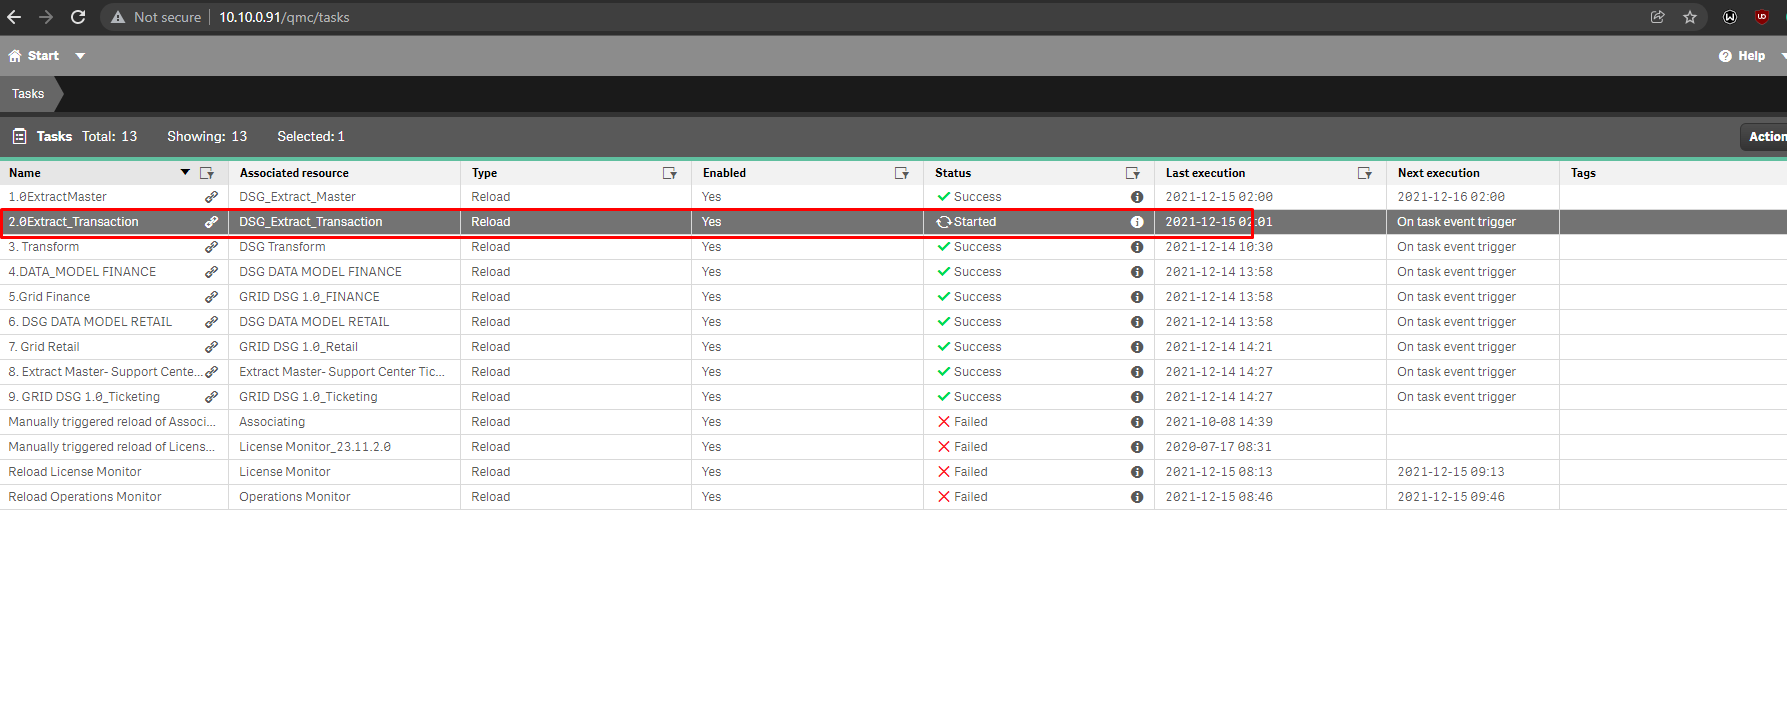 Not secure 10.10.0.91/qmc/tasks
Start Help
Tasks
Tasks Total: 13 Showing: 13 Selected: 1 Action
Name Associated resource Type Enabled Status Last execution Next execution Tags
1.0ExtractMaster DSG_Extract_Master Reload Yes Success 2021-12-15 02:00 2021-12-16 02:00
2.0Extract_Transaction DSG_Extract_Transaction Reload Yes Started 2021-12-15 02:01 On task event trigger
3. Transform DSG Transform Reload Yes Success 2021-12-14 10:30 On task event trigger
4.DATA_MODEL FINANCE DSG DATA MODEL FINANCE Reload Yes Success 2021-12-14 13:58 On task event trigger
5.Grid Finance GRID DSG 1.0_FINANCE Reload Yes Success 2021-12-14 13:58 On task event trigger
6. DSG DATA MODEL RETAIL DSG DATA MODEL RETAIL Reload Yes Success 2021-12-14 13:58 On task event trigger
7. Grid Retail GRID DSG 1.0_Retail Reload Yes Success 2021-12-14 14:21 On task event trigger
8. Extract Master- Support Cente... Extract Master- Support Center Tic... Reload Yes Success 2021-12-14 14:27 On task event trigger
9. GRID DSG 1.0_Ticketing GRID DSG 1.0_Ticketing Reload Yes Success 2021-12-14 14:27 On task event trigger
Manually triggered reload of Associ... Associating Reload Yes Failed 2021-10-08 14:39
Manually triggered reload of Licens... License Monitor_23.11.2.0 Reload Yes Failed 2020-07-17 08:31
Reload License Monitor License Monitor Reload Yes Failed 2021-12-15 08:13 2021-12-15 09:13
Reload Operations Monitor Operations Monitor Reload Yes Failed 2021-12-15 08:46 2021-12-15 09:46